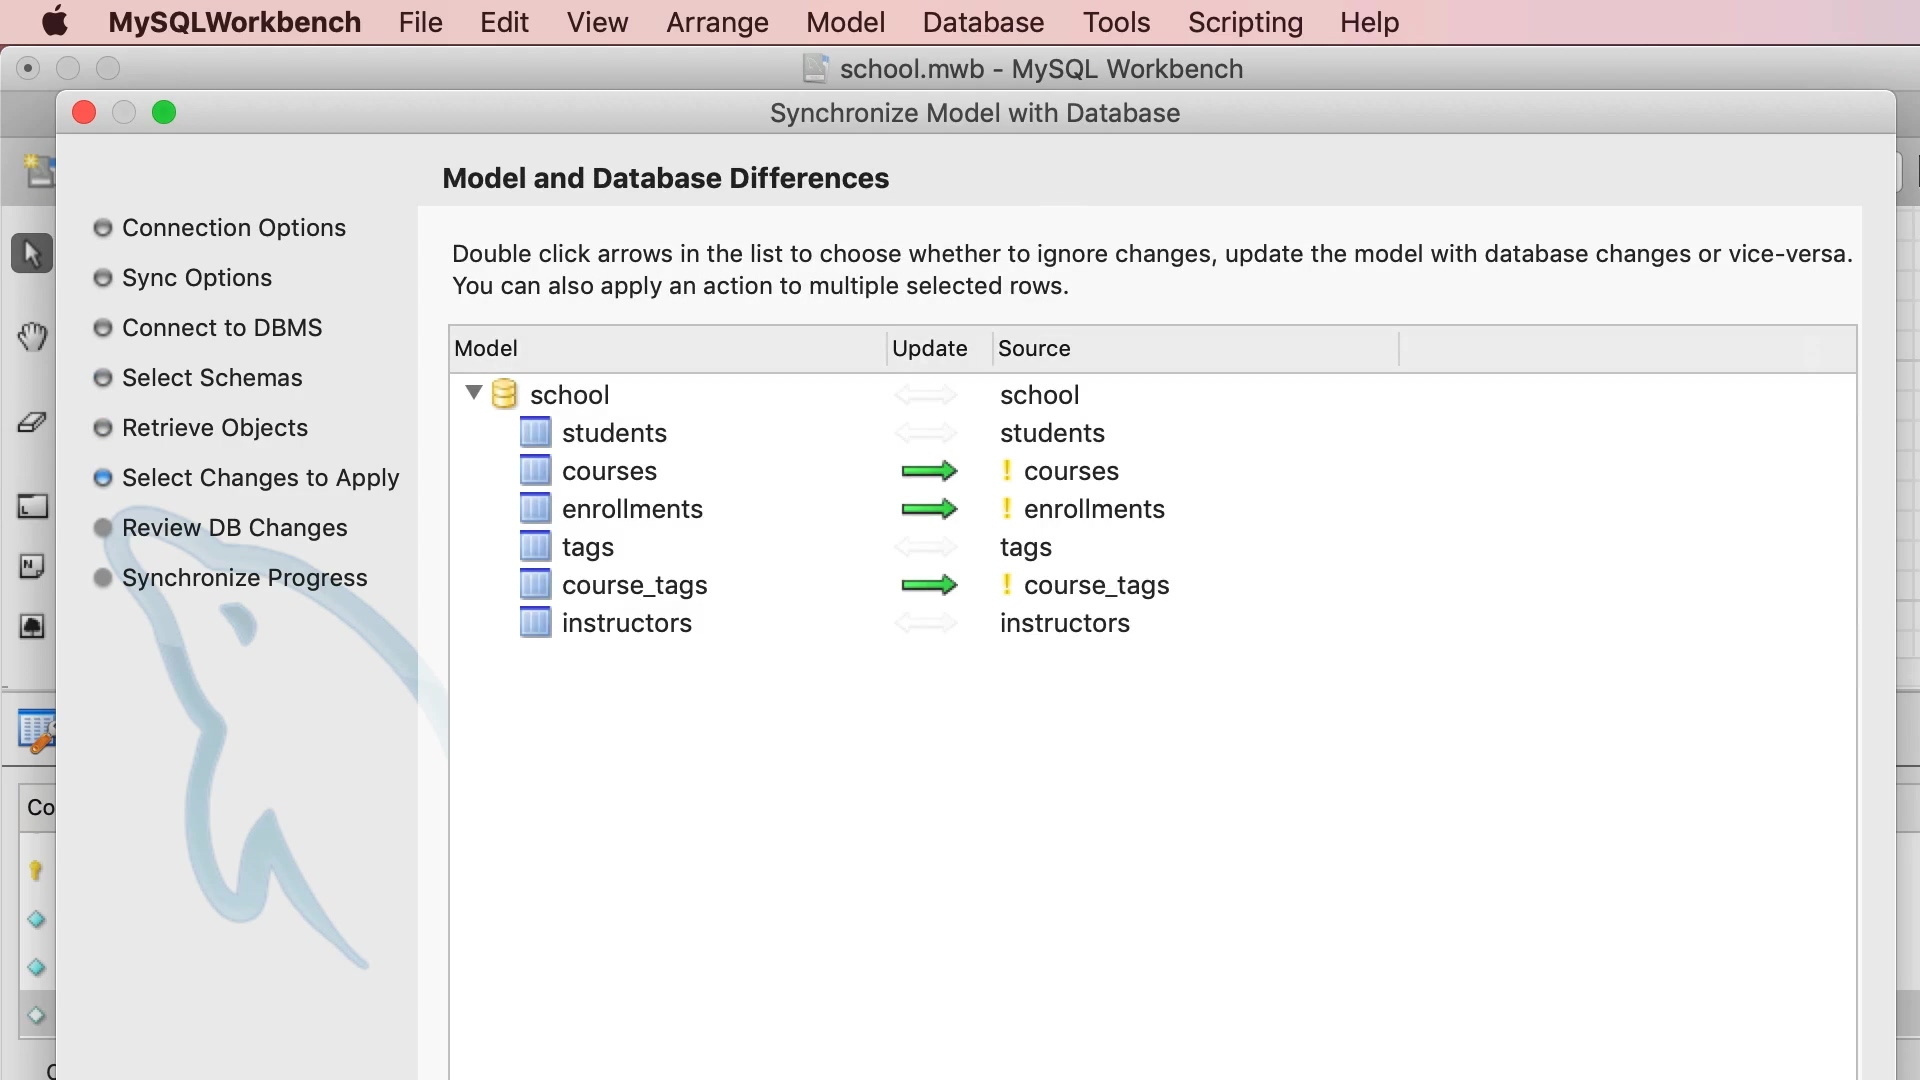 MySQLWorkbench File Edit View Arrange Model Database Tools Scripting Help
school.mwb - MySQL Workbench
Synchronize Model with Database
Model and Database Differences
Connection Options
Sync Options
Connect to DBMS
Select Schemas
Retrieve Objects
Select Changes to Apply
Review DB Changes
Synchronize Progress
Double click arrows in the list to choose whether to ignore changes, update the model with database changes or vice-versa.
You can also apply an action to multiple selected rows.
Model Update Source
school school
students students
courses ! courses
enrollments ! enrollments
tags tags
course_tags ! course_tags
instructors instructors